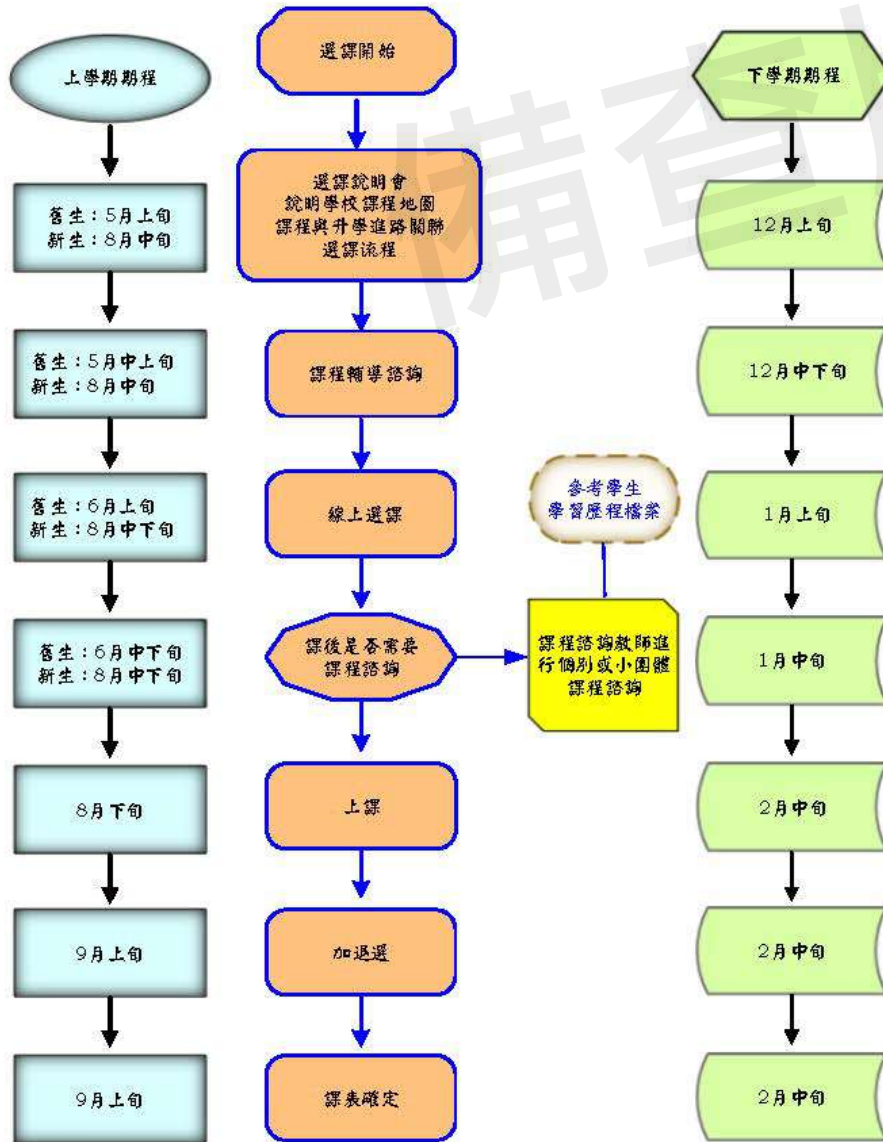 上學期期程
舊生：5月上旬
新生：8月中旬
舊生：5月中上旬
新生：8月中旬
舊生：6月上旬
新生：8月中下旬
舊生：6月中下旬
新生：8月中下旬
8月下旬
9月上旬
9月上旬
選課開始
選課說明會
說明學校課程地圖
課程與升學進路關聯
選課流程
課程輔導諮詢
線上選課
課後是否需要
課程諮詢
上課
加退選
課表確定
參考學生
學習歷程檔案
課程諮詢教師進
行個別或小團體
課程諮詢
下學期期程
12月上旬
12月中下旬
1月上旬
1月中旬
2月中旬
2月中旬
2月中旬
備查